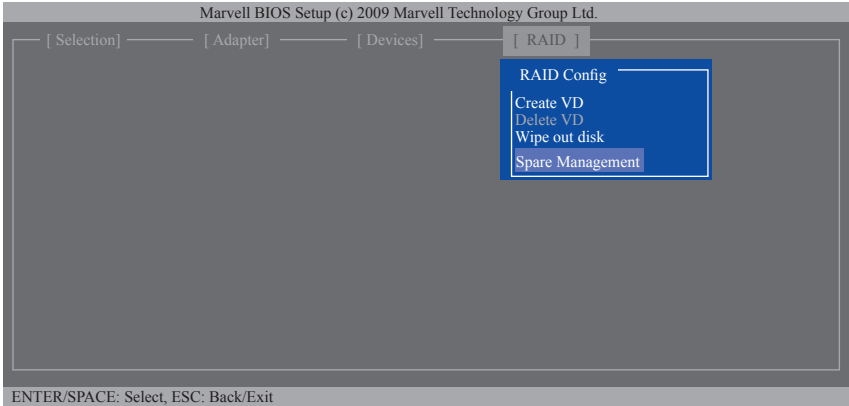 Marvell BIOS Setup (c) 2009 Marvell Technology Group Ltd.
[ Selection] [ Adapter] [ Devices] [ RAID ]
RAID Config
Create VD
Delete VD
Wipe out disk
Spare Management
ENTER/SPACE: Select, ESC: Back/Exit